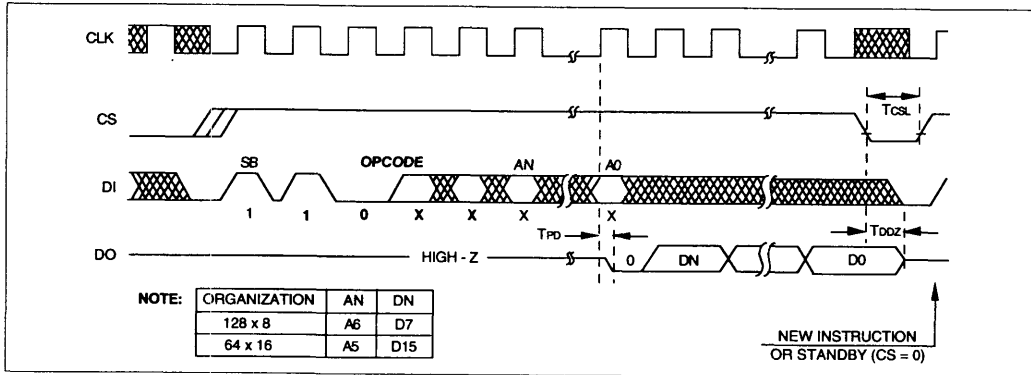 CLK
CS
TCSL
SB OPCODE AN A0
DI
1 1 0 X X X X
TPD TDDZ
DO HIGH - Z 0 DN D0
NOTE: ORGANIZATION AN DN
128 x 8 A6 D7
64 x 16 A5 D15
NEW INSTRUCTION
OR STANDBY (CS = 0)